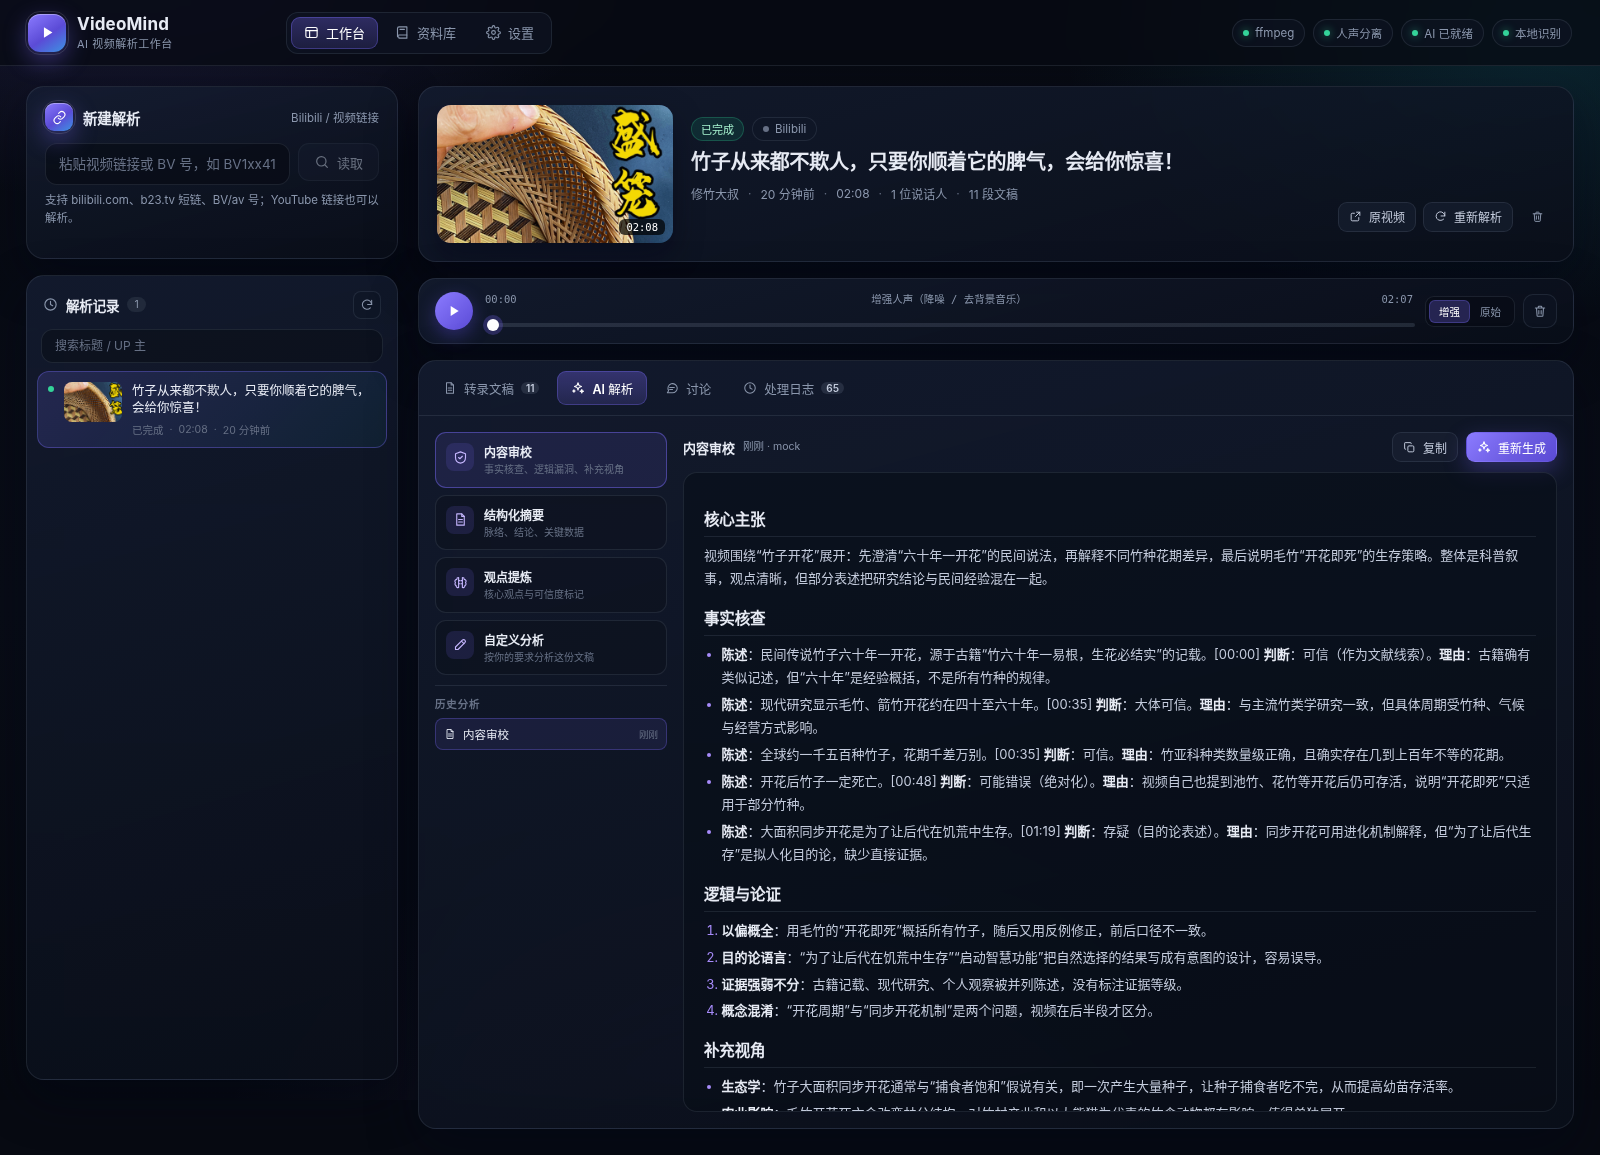 VideoMind
AI 视频解析工作台
工作台
资料库
设置
ffmpeg
人声分离
AI 已就绪
本地识别
新建解析
Bilibili / 视频链接
粘贴视频链接或 BV 号，如 BV1xx41
读取
支持 bilibili.com、b23.tv 短链、BV/av 号；YouTube 链接也可以
解析。
解析记录 1
搜索标题 / UP 主
竹子从来都不欺人，只要你顺着它的脾气，
会给你惊喜！
已完成 · 02:08 · 20 分钟前
盛笼
02:08
已完成
Bilibili
竹子从来都不欺人，只要你顺着它的脾气，会给你惊喜！
修竹大叔 · 20 分钟前 · 02:08 · 1 位说话人 · 11 段文稿
原视频
重新解析
00:00
增强人声（降噪 / 去背景音乐）
02:07
增强
原始
转录文稿 11
AI 解析
讨论
处理日志 65
内容审校
事实核查、逻辑漏洞、补充视角
结构化摘要
脉络、结论、关键数据
观点提炼
核心观点与可信度标记
自定义分析
按你的要求分析这份文稿
历史分析
内容审校
刚刚
内容审校 刚刚 · mock
复制
重新生成
核心主张
视频围绕“竹子开花”展开：先澄清“六十年一开花”的民间说法，再解释不同竹种花期差异，最后说明毛竹“开花即死”的生存策略。整体是科普叙
事，观点清晰，但部分表述把研究结论与民间经验混在一起。
事实核查
• 陈述：民间传说竹子六十年一开花，源于古籍“竹六十年一易根，生花必结实”的记载。[00:00] 判断：可信（作为文献线索）。理由：古籍确有
类似记述，但“六十年”是经验概括，不是所有竹种的规律。
• 陈述：现代研究显示毛竹、箭竹开花约在四十至六十年。[00:35] 判断：大体可信。理由：与主流竹类学研究一致，但具体周期受竹种、气候
与经营方式影响。
• 陈述：全球约一千五百种竹子，花期千差万别。[00:35] 判断：可信。理由：竹亚科种类数量级正确，且确实存在几到上百年不等的花期。
• 陈述：开花后竹子一定死亡。[00:48] 判断：可能错误（绝对化）。理由：视频自己也提到池竹、花竹等开花后仍可存活，说明“开花即死”只适
用于部分竹种。
• 陈述：大面积同步开花是为了让后代在饥荒中生存。[01:19] 判断：存疑（目的论表述）。理由：同步开花可用进化机制解释，但“为了让后代生
存”是拟人化目的论，缺少直接证据。
逻辑与论证
1. 以偏概全：用毛竹的“开花即死”概括所有竹子，随后又用反例修正，前后口径不一致。
2. 目的论语言：“为了让后代在饥荒中生存”“启动智慧功能”把自然选择的结果写成有意图的设计，容易误导。
3. 证据强弱不分：古籍记载、现代研究、个人观察被并列陈述，没有标注证据等级。
4. 概念混淆：“开花周期”与“同步开花机制”是两个问题，视频在后半段才区分。
补充视角
• 生态学：竹子大面积同步开花通常与“捕食者饱和”假说有关，即一次产生大量种子，让种子捕食者吃不完，从而提高幼苗存活率。